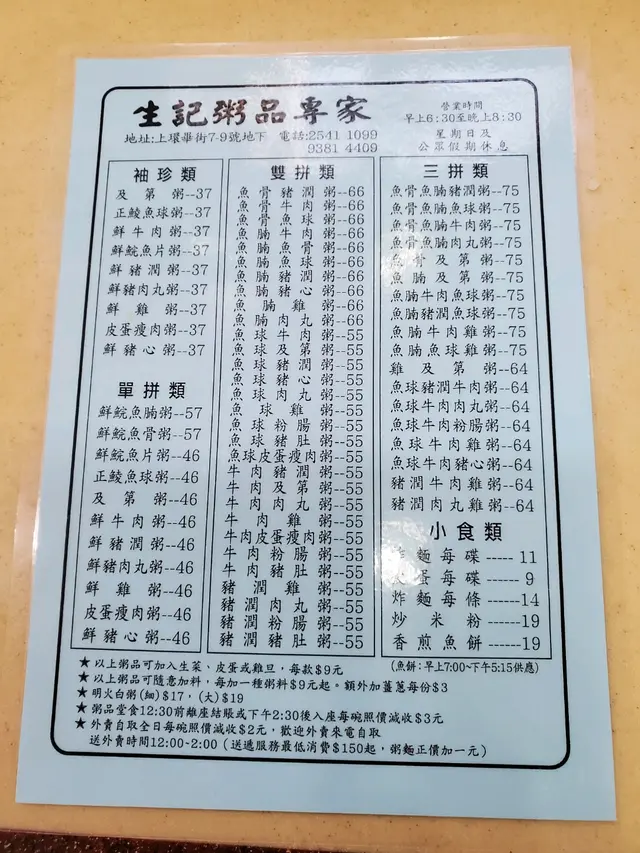 生記粥品專家
地址:上環畢街7-9號地下 電話:2541 1099
9381 4409
營業時間
早上6:30至晚上8:30
星期日及
公眾假期休息
袖珍類
及第粥--37
正鯪魚球粥--37
鮮牛肉粥--37
鮮鯇魚片粥--37
鮮豬潤粥--37
鮮豬肉丸粥--37
鮮雞粥--37
皮蛋瘦肉粥--37
鮮豬心粥--37
單拼類
鮮鯇魚腩粥--57
鮮鯇魚骨粥--57
鮮鯇魚片粥--46
正鯪魚球粥--46
及第粥--46
鮮牛肉粥--46
鮮豬潤粥--46
鮮豬肉丸粥--46
鮮雞粥--46
皮蛋瘦肉粥--46
鮮豬心粥--46
雙拼類
魚骨豬潤粥--66
魚骨牛肉粥--66
魚骨魚球粥--66
魚腩牛肉粥--66
魚腩魚骨粥--66
魚腩魚球粥--66
魚腩豬潤粥--66
魚腩豬心粥--66
魚腩雞粥--66
魚腩肉丸粥--66
魚球牛肉粥--55
魚球及第粥--55
魚球豬潤粥--55
魚球豬心粥--55
魚球肉丸粥--55
魚球雞粥--55
魚球粉腸粥--55
魚球豬肚粥--55
魚球皮蛋瘦肉粥--55
牛肉豬潤粥--55
牛肉及第粥--55
牛肉肉丸粥--55
牛肉雞粥--55
牛肉皮蛋瘦肉粥--55
牛肉粉腸粥--55
牛肉豬肚粥--55
豬潤雞粥--55
豬潤肉丸粥--55
豬潤粉腸粥--55
豬潤豬肚粥--55
三拼類
魚骨魚腩豬潤粥--75
魚骨魚腩魚球粥--75
魚骨魚腩牛肉粥--75
魚骨魚腩肉丸粥--75
魚骨及第粥--75
魚腩及第粥--75
魚腩牛肉魚球粥--75
魚腩豬潤魚球粥--75
魚腩牛肉雞粥--75
魚腩魚球雞粥--75
雞及第粥--64
魚球豬潤牛肉粥--64
魚球牛肉肉丸粥--64
魚球牛肉粉腸粥--64
魚球牛肉雞粥--64
魚球牛肉豬心粥--64
豬潤牛肉雞粥--64
豬潤肉丸雞粥--64
小食類
麵每碟-----11
蛋每碟-----9
炸麵每條-----14
炒米粉-----19
香煎魚餅-----19
(魚餅:早上7:00~下午5:15供應)
★以上粥品可加入生菜、皮蛋或雞旦,每款$9元
★以上粥品可隨意加料,每加一種粥料$9元起。額外加薑蔥每份$3
★明火白粥(細)$17,(大)$19
★粥品堂食12:30前離座結賬或下午2:30後入座每碗照價減收$3元
★外賣自取全日每碗照價減收$2元,歡迎外賣來電自取
送外賣時間12:00-2:00(送遞服務最低消費$150起,粥麵正價加一元)